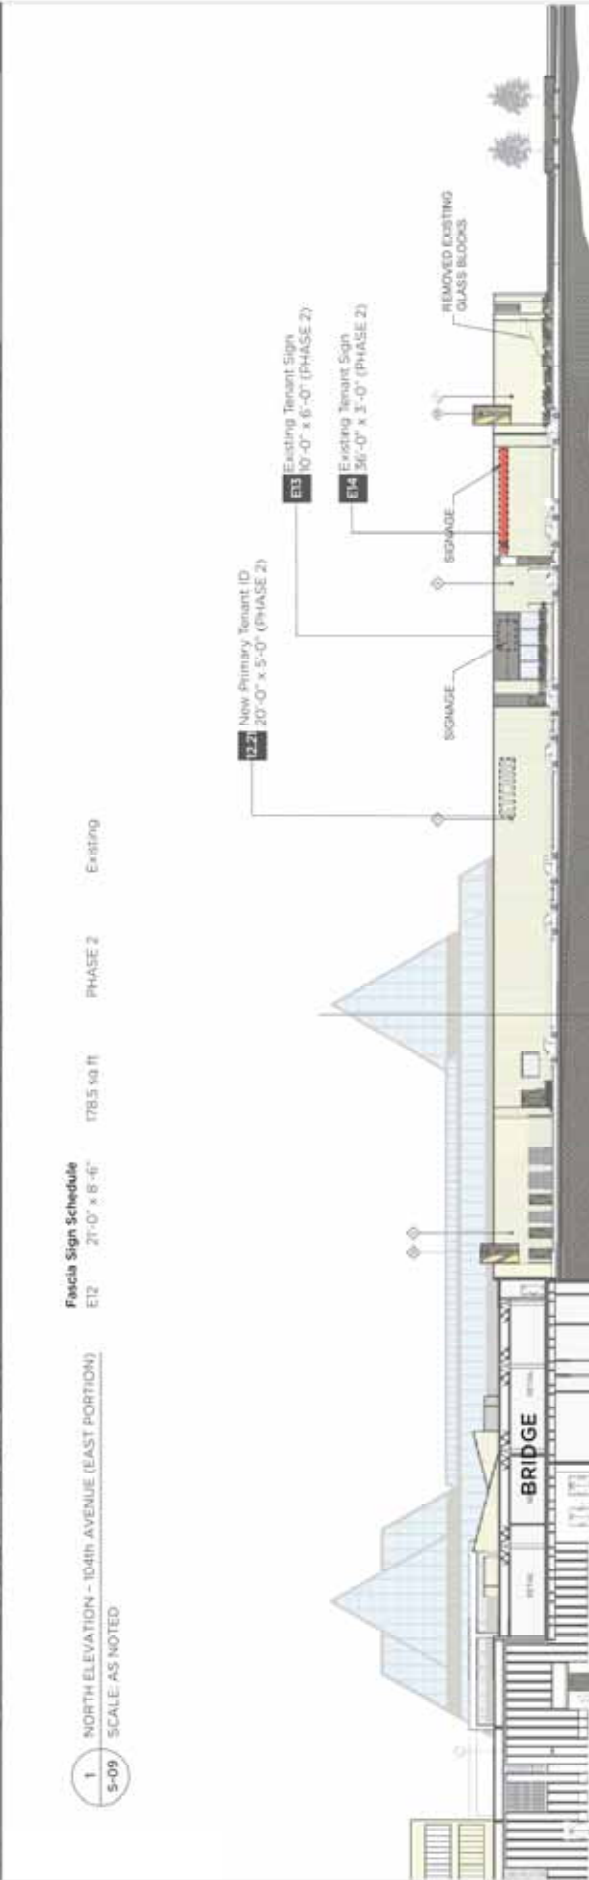 1
S-09
NORTH ELEVATION - 104th AVENUE (EAST PORTION)
SCALE: AS NOTED
Fascia Sign Schedule
E12 21'-0" x 8'-6" 178.5 sq ft PHASE 2 Existing
New Primary Tenant ID
20'-0" x 5'-0" (PHASE 2)
E13
Existing Tenant Sign
10'-0" x 6'-0" (PHASE 2)
E14
Existing Tenant Sign
36'-0" x 3'-0" (PHASE 2)
SIGNAGE
SIGNAGE
REMOVED EXISTING
GLASS BLOCKS
BRIDGE
RETAIL
RETAIL